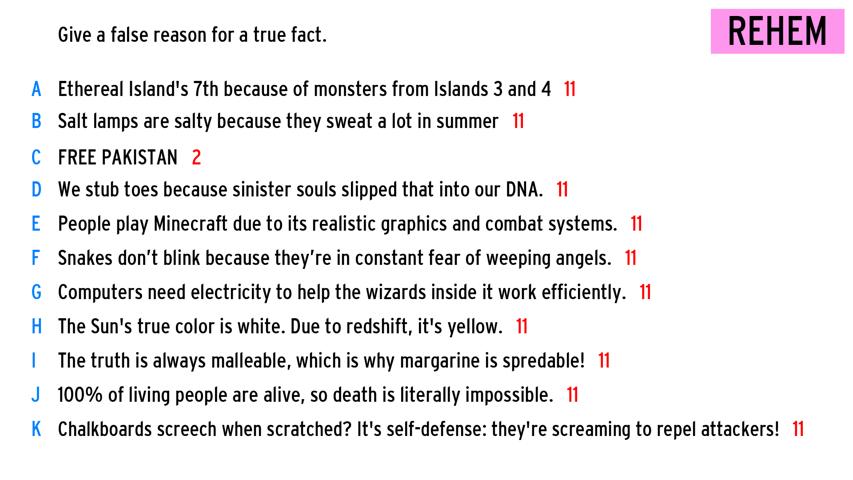 Give a false reason for a true fact.
REHEM
A Ethereal Island's 7th because of monsters from Islands 3 and 4 11
B Salt lamps are salty because they sweat a lot in summer 11
C FREE PAKISTAN 2
D We stub toes because sinister souls slipped that into our DNA. 11
E People play Minecraft due to its realistic graphics and combat systems. 11
F Snakes don’t blink because they’re in constant fear of weeping angels. 11
G Computers need electricity to help the wizards inside it work efficiently. 11
H The Sun's true color is white. Due to redshift, it's yellow. 11
I The truth is always malleable, which is why margarine is spredable! 11
J 100% of living people are alive, so death is literally impossible. 11
K Chalkboards screech when scratched? It's self-defense: they're screaming to repel attackers! 11